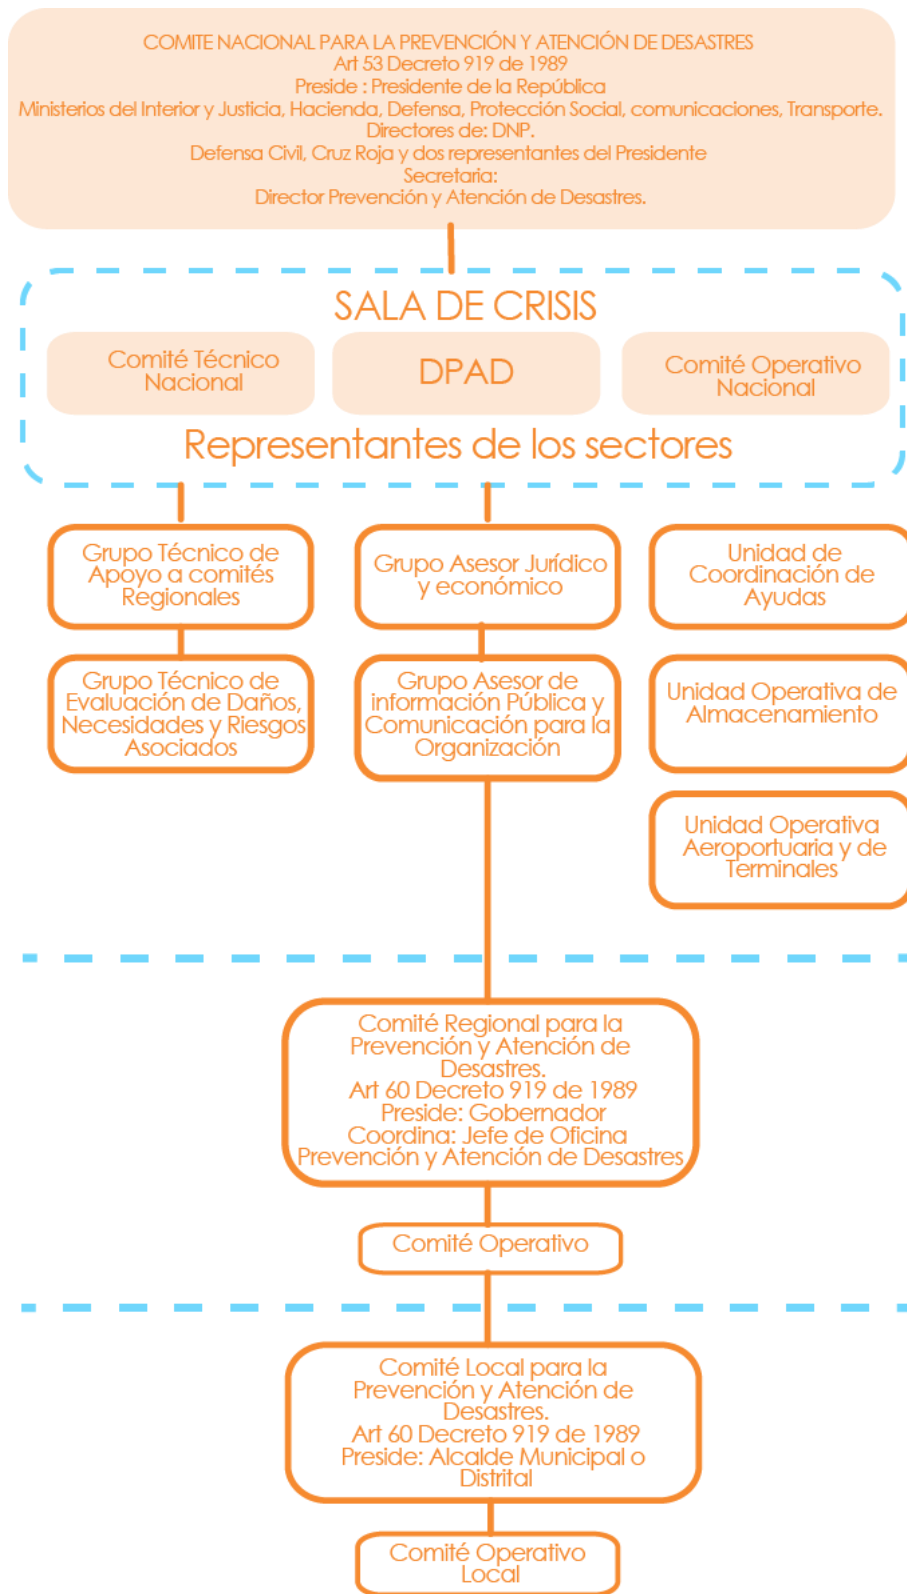 COMITE NACIONAL PARA LA PREVENCIÓN Y ATENCIÓN DE DESASTRES
Art 53 Decreto 919 de 1989
Preside : Presidente de la República
Ministerios del Interior y Justicia, Hacienda, Defensa, Protección Social, comunicaciones, Transporte.
Directores de: DNP.
Defensa Civil, Cruz Roja y dos representantes del Presidente
Secretaria:
Director Prevención y Atención de Desastres.
SALA DE CRISIS
Comité Técnico
Nacional
DPAD
Comité Operativo
Nacional
Representantes de los sectores
Grupo Técnico de
Apoyo a comités
Regionales
Grupo Asesor Jurídico
y económico
Unidad de
Coordinación de
Ayudas
Grupo Técnico de
Evaluación de Daños,
Necesidades y Riesgos
Asociados
Grupo Asesor de
información Pública y
Comunicación para la
Organización
Unidad Operativa de
Almacenamiento
Unidad Operativa
Aeroportuaria y de
Terminales
Comité Regional para la
Prevención y Atención de
Desastres.
Art 60 Decreto 919 de 1989
Preside: Gobernador
Coordina: Jefe de Oficina
Prevención y Atención de Desastres
Comité Operativo
Comité Local para la
Prevención y Atención de
Desastres.
Art 60 Decreto 919 de 1989
Preside: Alcalde Municipal o
Distrital
Comité Operativo
Local